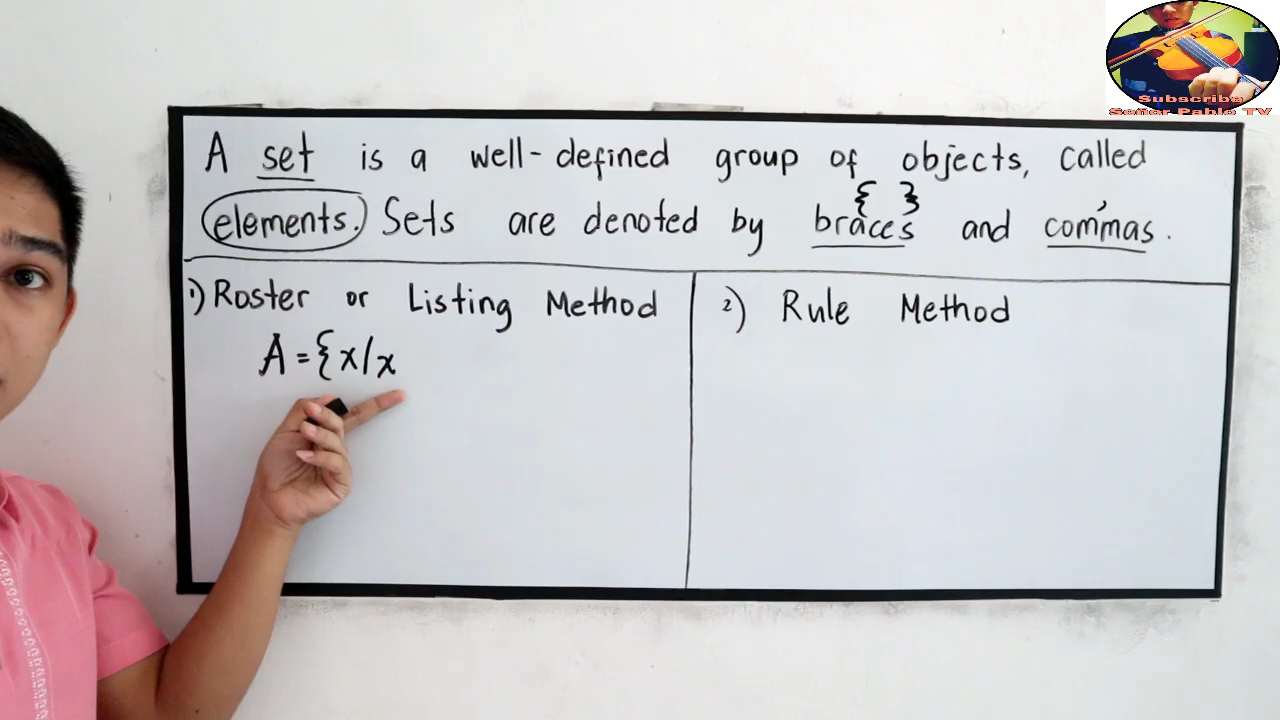 Subscribe
Señor Pablo TV
A set is a well-defined group of objects, called
{ } ,
elements. Sets are denoted by braces and commas.
1) Roster or Listing Method
A = {x/x
2) Rule Method